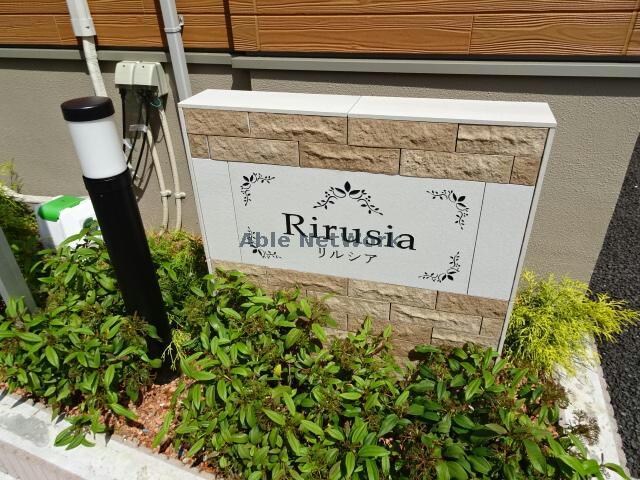 Rirusia
Able Network
リルシア